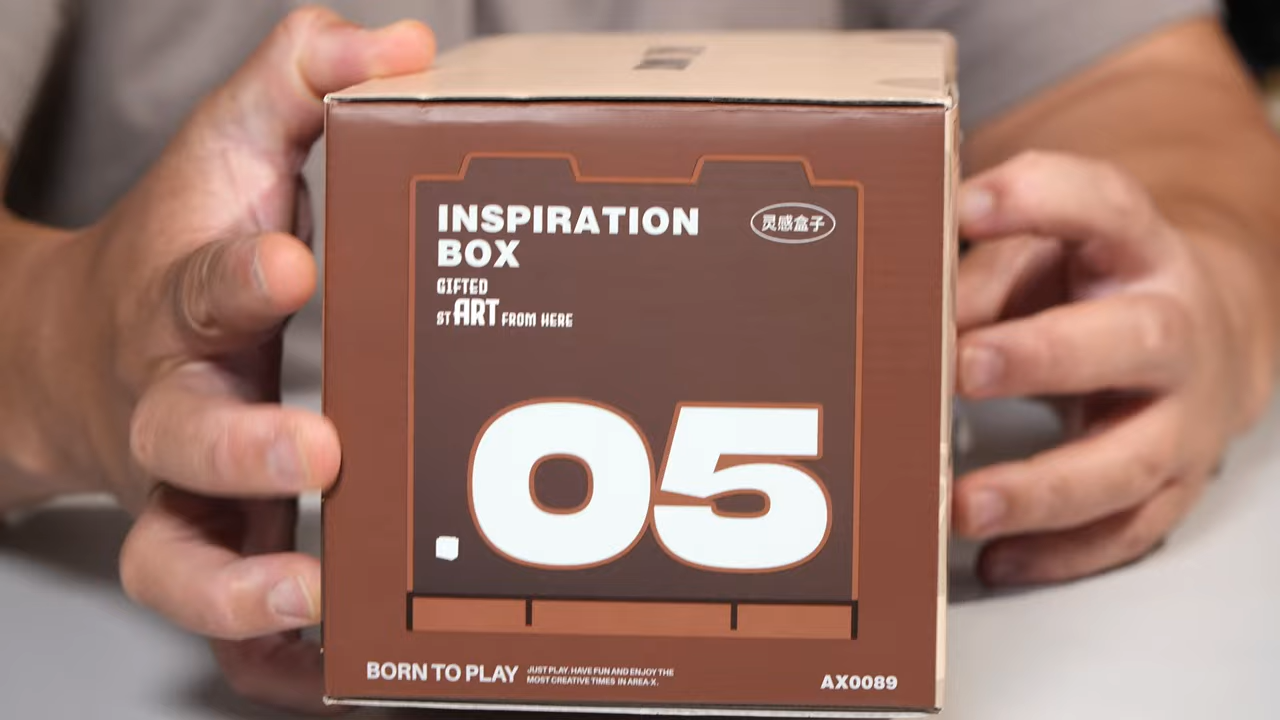 INSPIRATION
BOX
灵感盒子
GIFTED
START FROM HERE
.05
BORN TO PLAY
JUST PLAY. HAVE FUN AND ENJOY THE
MOST CREATIVE TIMES IN AREA-X.
AX0089